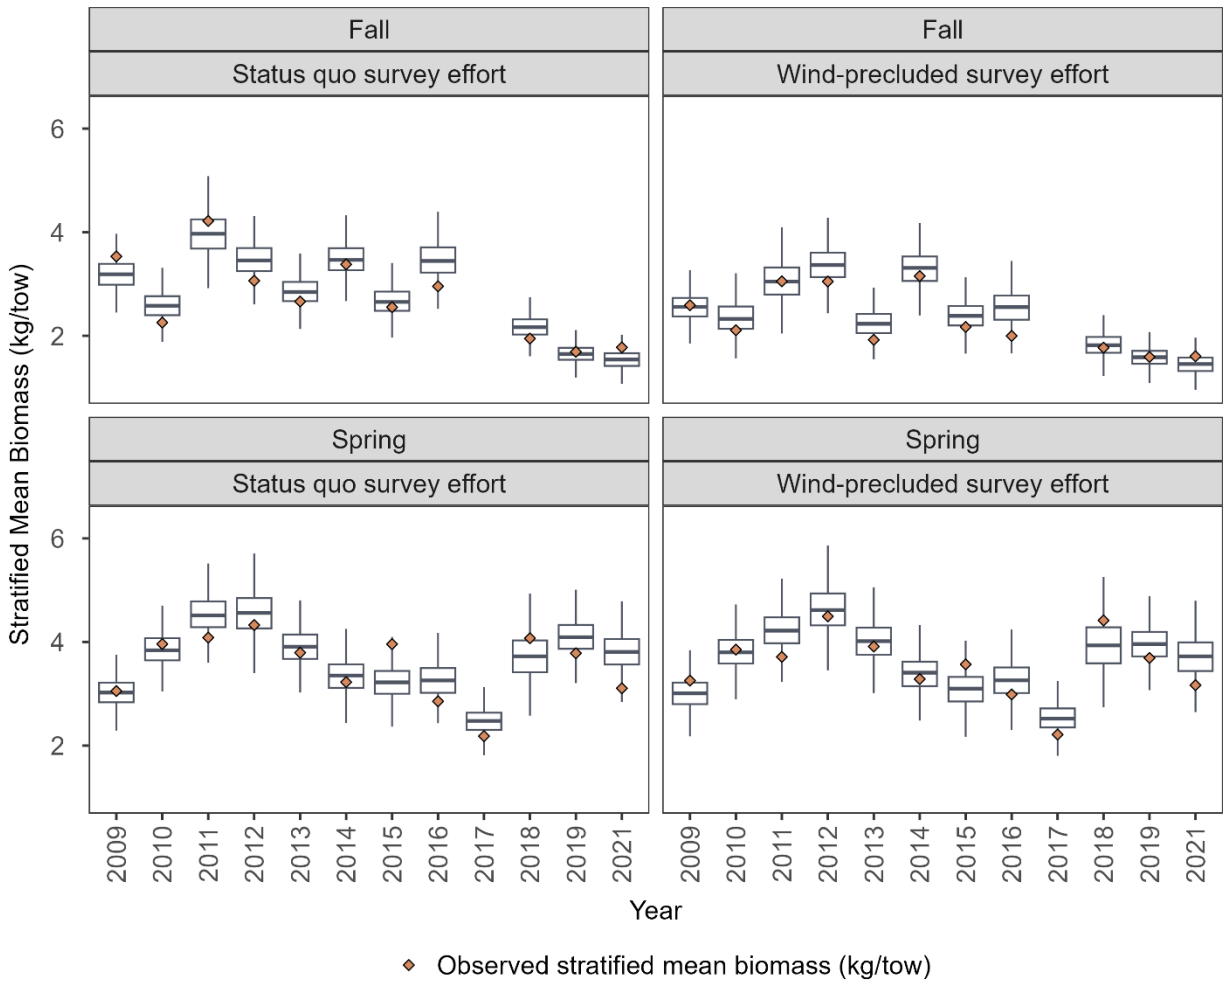 Fall
Fall
Status quo survey effort
Wind-precluded survey effort
6
4
2
Spring
Spring
Status quo survey effort
Wind-precluded survey effort
6
4
2
Stratified Mean Biomass (kg/tow)
2009
2010
2011
2012
2013
2014
2015
2016
2017
2018
2019
2021
2009
2010
2011
2012
2013
2014
2015
2016
2017
2018
2019
2021
Year
Observed stratified mean biomass (kg/tow)